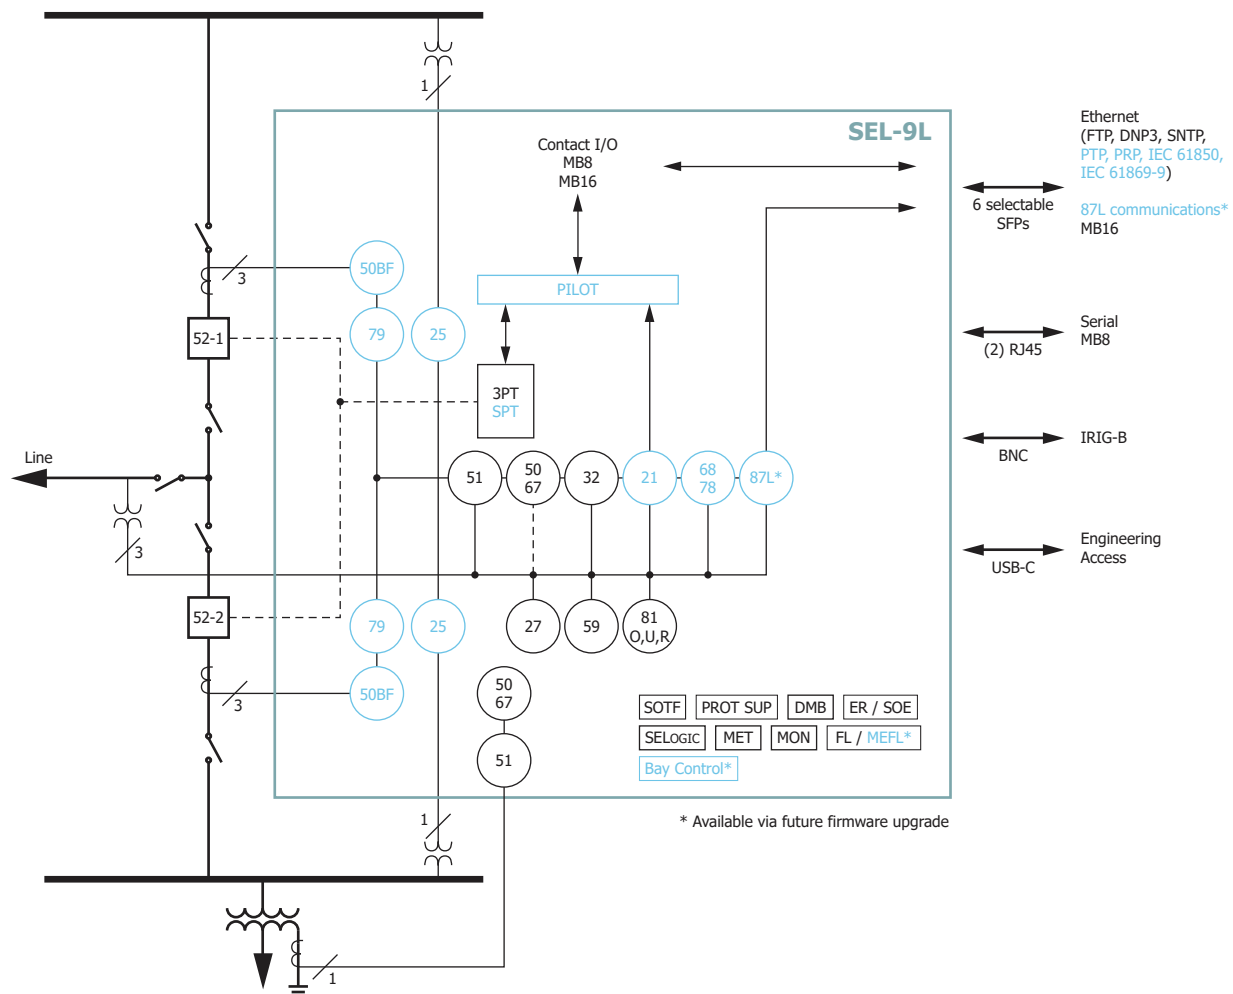 1
SEL-9L
Ethernet
(FTP, DNP3, SNTP,
PTP, PRP, IEC 61850,
IEC 61869-9)
87L communications*
MB16
6 selectable
SFPs
Contact I/O
MB8
MB16
3
50BF
PILOT
52-1
79
25
Serial
MB8
(2) RJ45
3PT
SPT
Line
IRIG-B
BNC
51
50
67
32
21
68
78
87L*
3
Engineering
Access
USB-C
52-2
79
25
27
59
81
O,U,R
3
50BF
50
67
SOTF
PROT SUP
DMB
ER / SOE
SELOGIC
MET
MON
FL / MEFL*
51
Bay Control*
1
* Available via future firmware upgrade
1